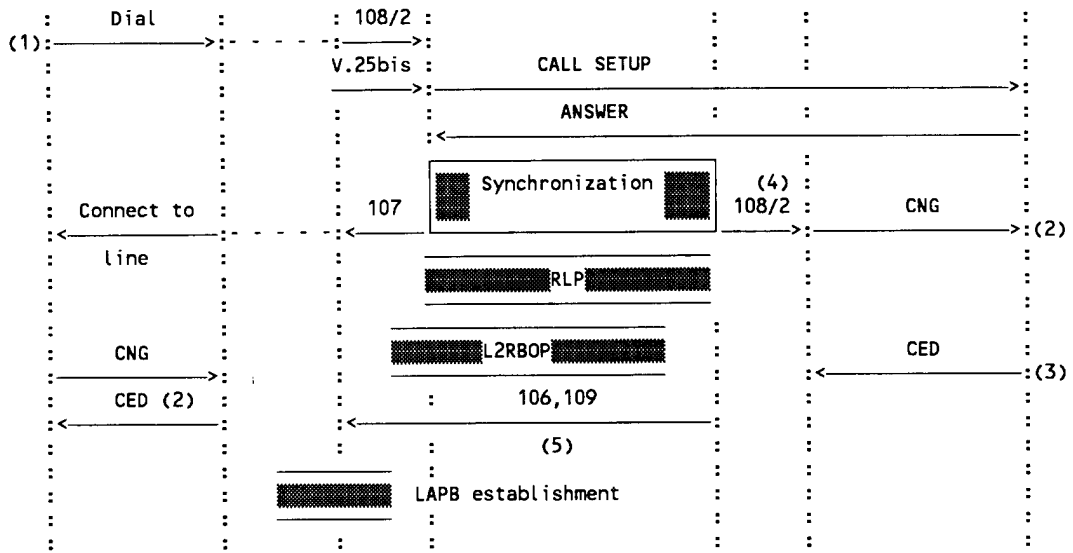 Dial 108/2
(1)
V.25bis CALL SETUP
ANSWER
Synchronization (4)
Connect to 107 108/2 CNG
(2)
line
RLP
CNG L2RBOP CED
(3)
CED (2) 106,109
(5)
LAPB establishment